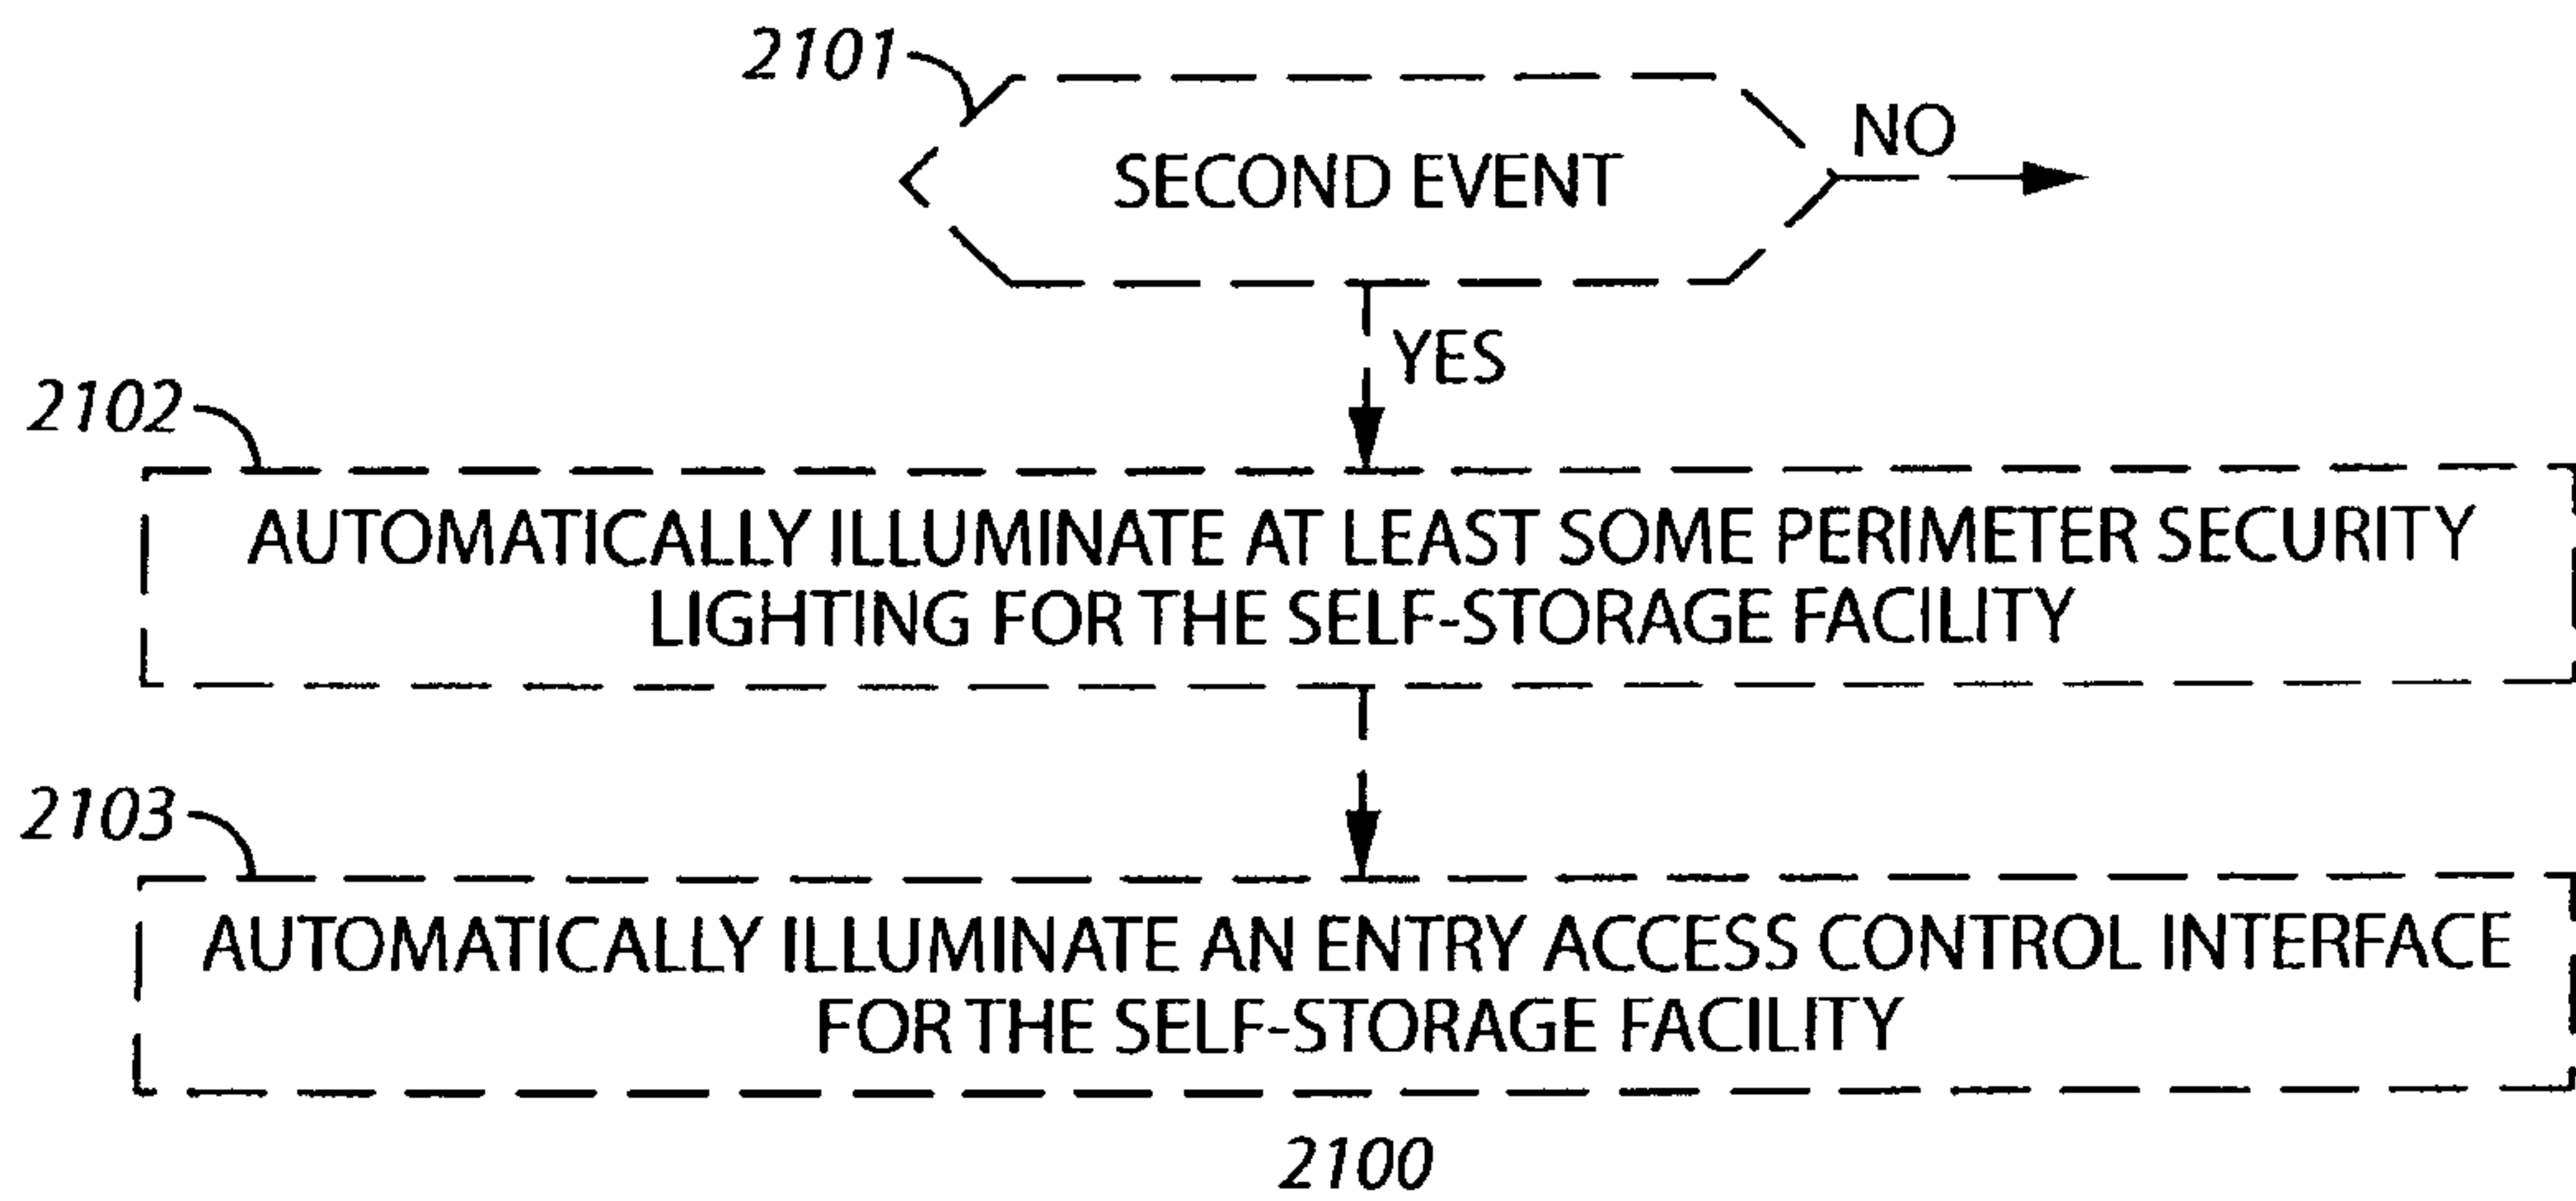 2101
NO
SECOND EVENT
YES
2102
AUTOMATICALLY ILLUMINATE AT LEAST SOME PERIMETER SECURITY
LIGHTING FOR THE SELF-STORAGE FACILITY
2103
AUTOMATICALLY ILLUMINATE AN ENTRY ACCESS CONTROL INTERFACE
FOR THE SELF-STORAGE FACILITY
2100